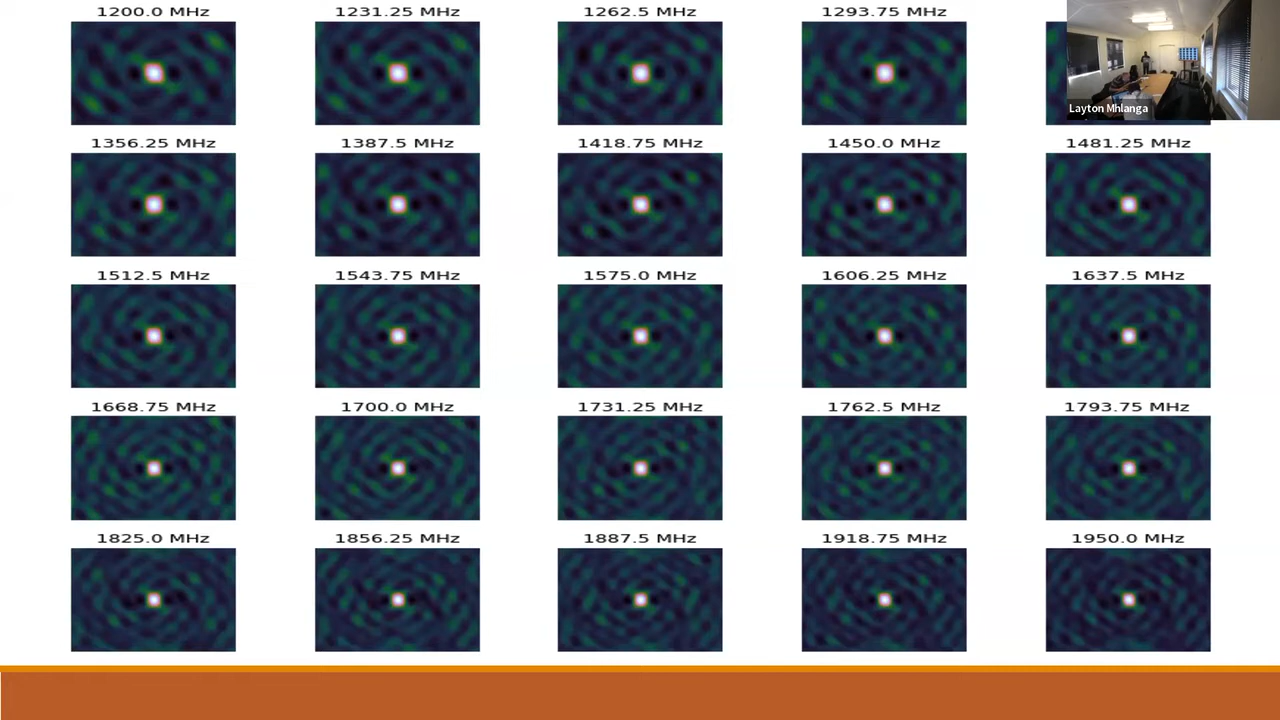 1200.0 MHz 1231.25 MHz 1262.5 MHz 1293.75 MHz
Layton Mhlanga
1356.25 MHz 1387.5 MHz 1418.75 MHz 1450.0 MHz 1481.25 MHz
1512.5 MHz 1543.75 MHz 1575.0 MHz 1606.25 MHz 1637.5 MHz
1668.75 MHz 1700.0 MHz 1731.25 MHz 1762.5 MHz 1793.75 MHz
1825.0 MHz 1856.25 MHz 1887.5 MHz 1918.75 MHz 1950.0 MHz